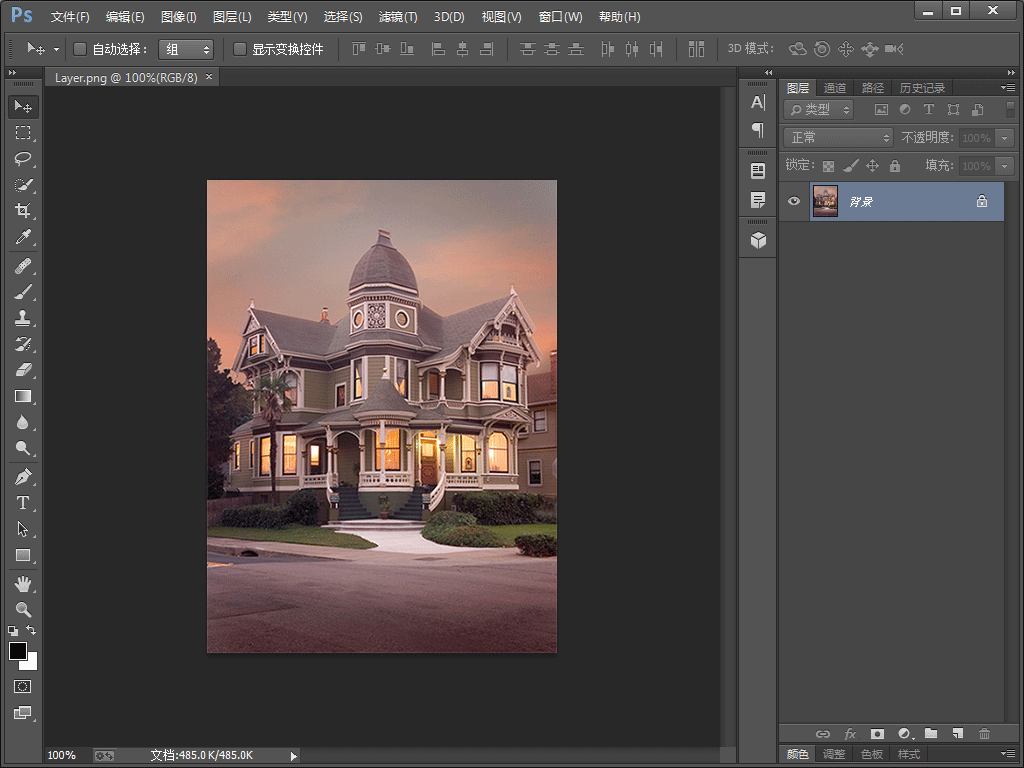 Ps 文件(F) 编辑(E) 图像(I) 图层(L) 类型(Y) 选择(S) 滤镜(T) 3D(D) 视图(V) 窗口(W) 帮助(H)
自动选择： 组 显示变换控件 3D 模式：
Layer.png @ 100%(RGB/8) ×
图层 通道 路径 历史记录
类型
正常 不透明度： 100%
锁定： 填充： 100%
背景
fx
100% 文档:485.0K/485.0K
颜色 调整 色板 样式